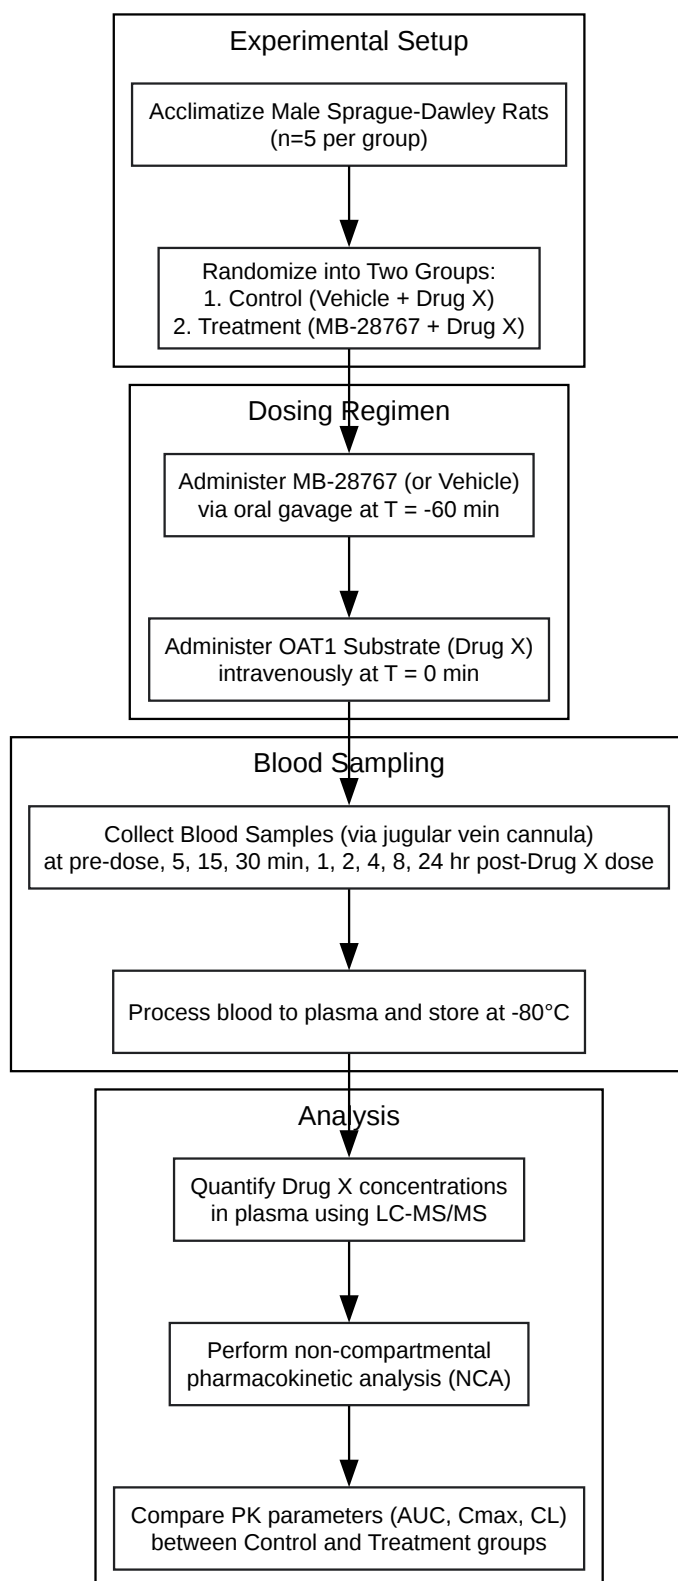 Experimental Setup
Acclimatize Male Sprague-Dawley Rats
(n=5 per group)
Randomize into Two Groups:
1. Control (Vehicle + Drug X)
2. Treatment (MB-28767 + Drug X)
Dosing Regimen
Administer MB-28767 (or Vehicle)
via oral gavage at T = -60 min
Administer OAT1 Substrate (Drug X)
intravenously at T = 0 min
Blood Sampling
Collect Blood Samples (via jugular vein cannula)
at pre-dose, 5, 15, 30 min, 1, 2, 4, 8, 24 hr post-Drug X dose
Process blood to plasma and store at -80°C
Analysis
Quantify Drug X concentrations
in plasma using LC-MS/MS
Perform non-compartmental
pharmacokinetic analysis (NCA)
Compare PK parameters (AUC, Cmax, CL)
between Control and Treatment groups